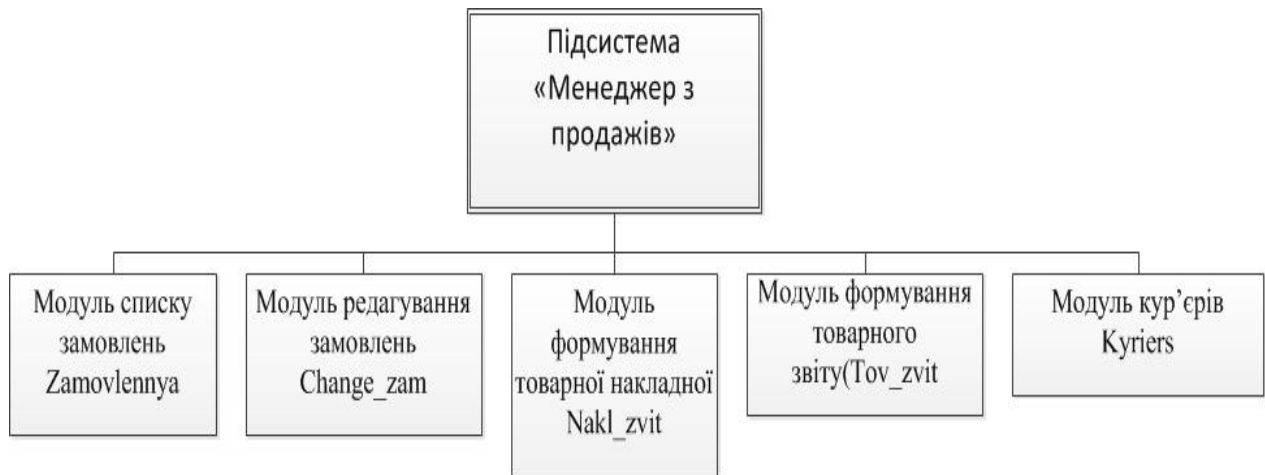 Підсистема
«Менеджер з
продажів»
Модуль списку
замовлень
Zamovlennya
Модуль редагування
замовлень
Change_zam
Модуль
формування
товарної накладної
Nakl_zvit
Модуль формування
товарного
звіту(Tov_zvit
Модуль кур’єрів
Kyriers